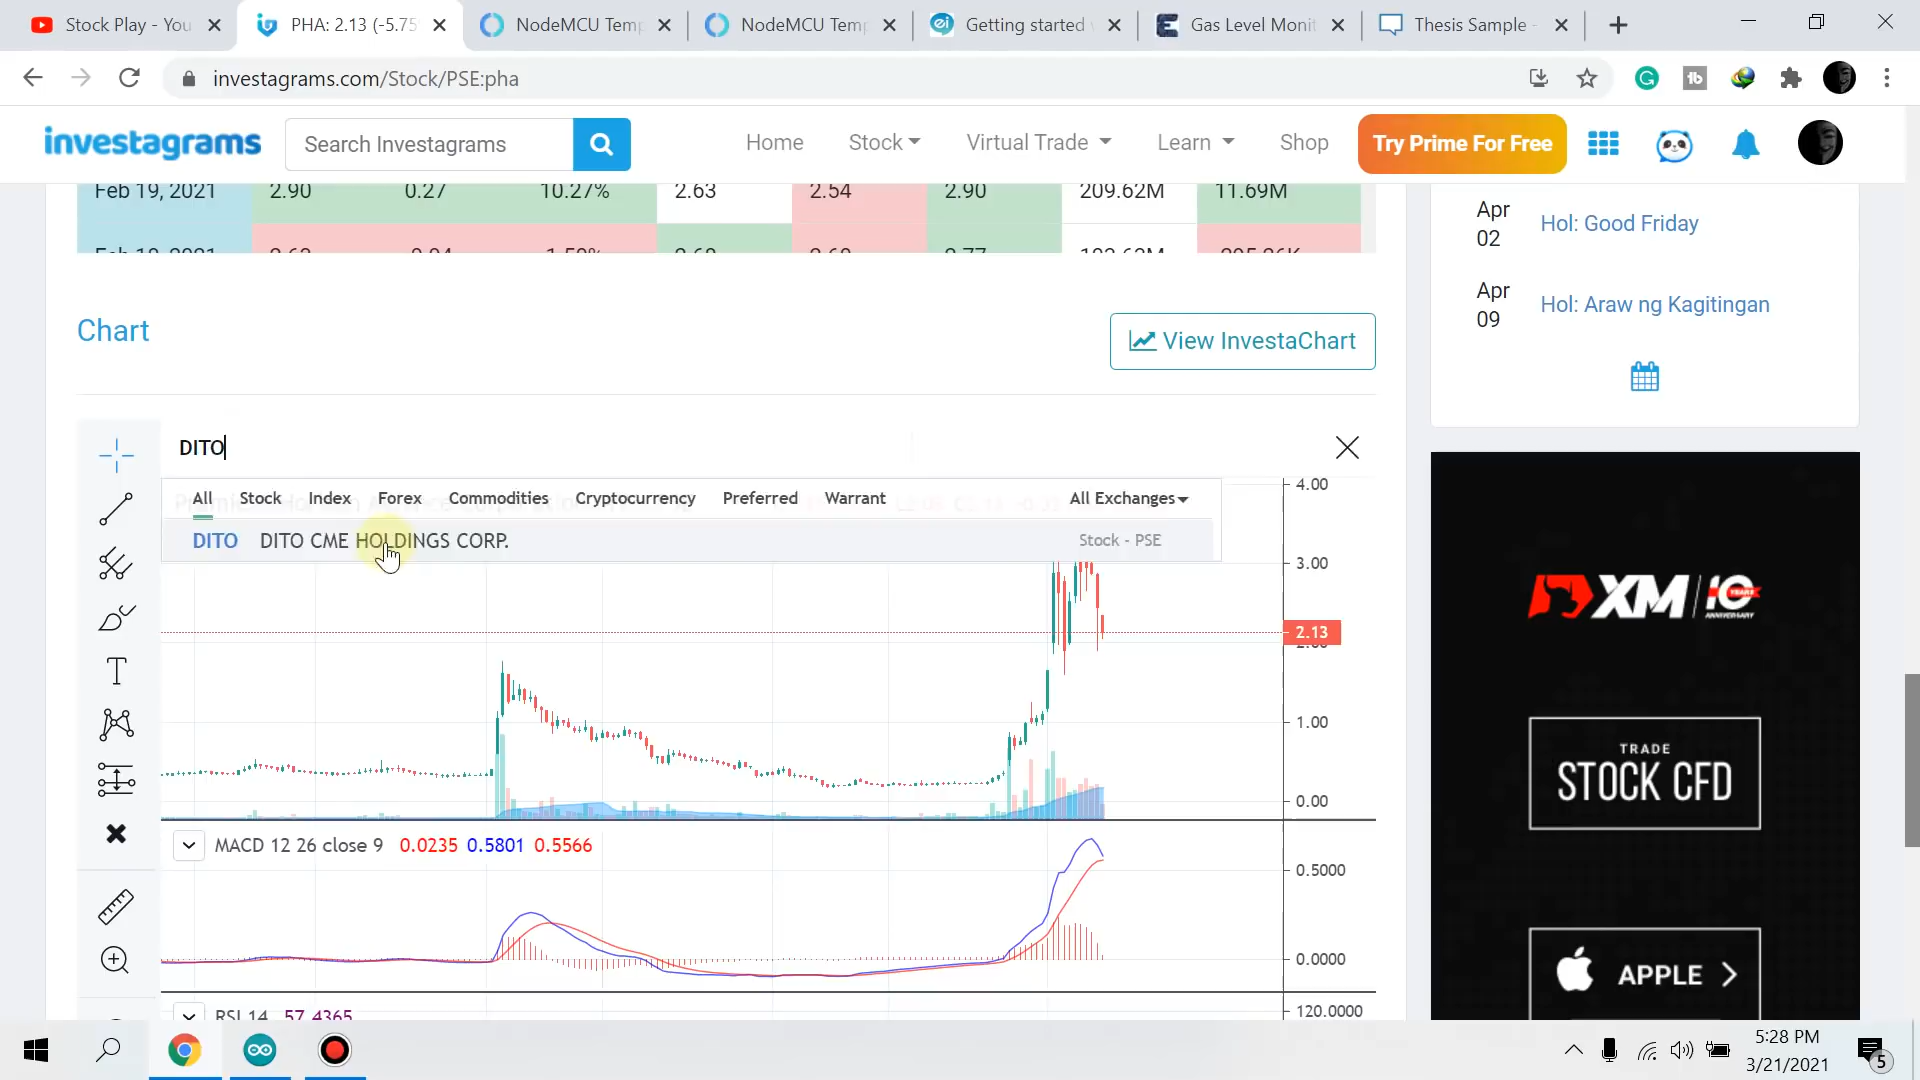 Stock Play - You
PHA: 2.13 (-5.75
NodeMCU Temp
NodeMCU Temp
Getting started
Gas Level Monit
Thesis Sample -
investagrams.com/Stock/PSE:pha
investagrams
Search Investagrams
Home
Stock
Virtual Trade
Learn
Shop
Try Prime For Free
Feb 19, 2021 2.90 0.27 10.27% 2.63 2.54 2.90 209.62M 11.69M
Apr 02
Hol: Good Friday
Apr 09
Hol: Araw ng Kagitingan
Chart
View InvestaChart
DITO
All Stock Index Forex Commodities Cryptocurrency Preferred Warrant All Exchanges
DITO DITO CME HOLDINGS CORP. Stock - PSE
4.00
3.00
2.13
1.00
0.00
MACD 12 26 close 9 0.0235 0.5801 0.5566
0.5000
0.0000
RSI 14 57.4365
120.0000
XM 10 YEARS ANNIVERSARY
TRADE
STOCK CFD
APPLE
5:28 PM
3/21/2021
5